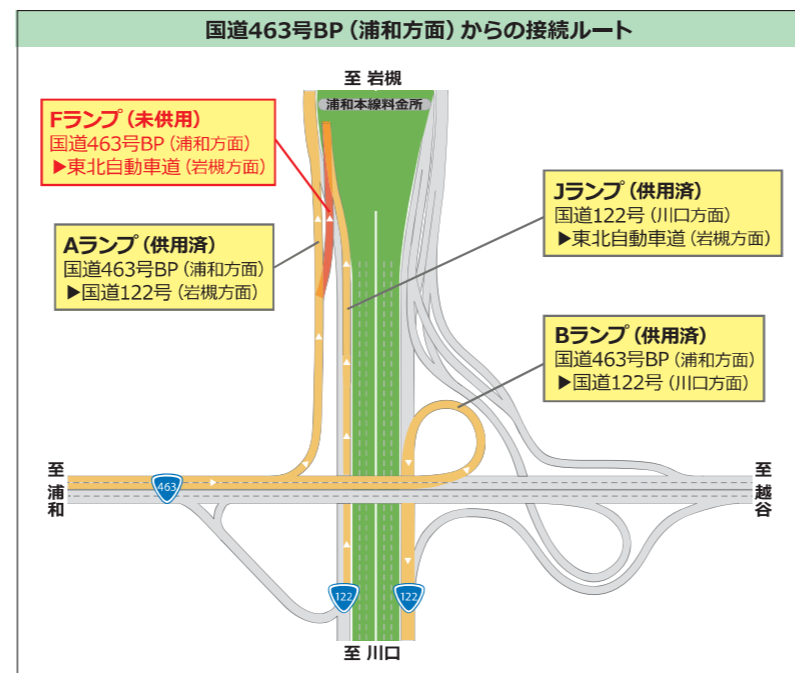 国道463号BP（浦和方面）からの接続ルート
至 岩槻
浦和本線料金所
Fランプ（未供用）
国道463号BP（浦和方面）
▶東北自動車道（岩槻方面）
Jランプ（供用済）
国道122号（川口方面）
▶東北自動車道（岩槻方面）
Aランプ（供用済）
国道463号BP（浦和方面）
▶国道122号（岩槻方面）
Bランプ（供用済）
国道463号BP（浦和方面）
▶国道122号（川口方面）
至 浦和
463
至 越谷
122
122
至 川口